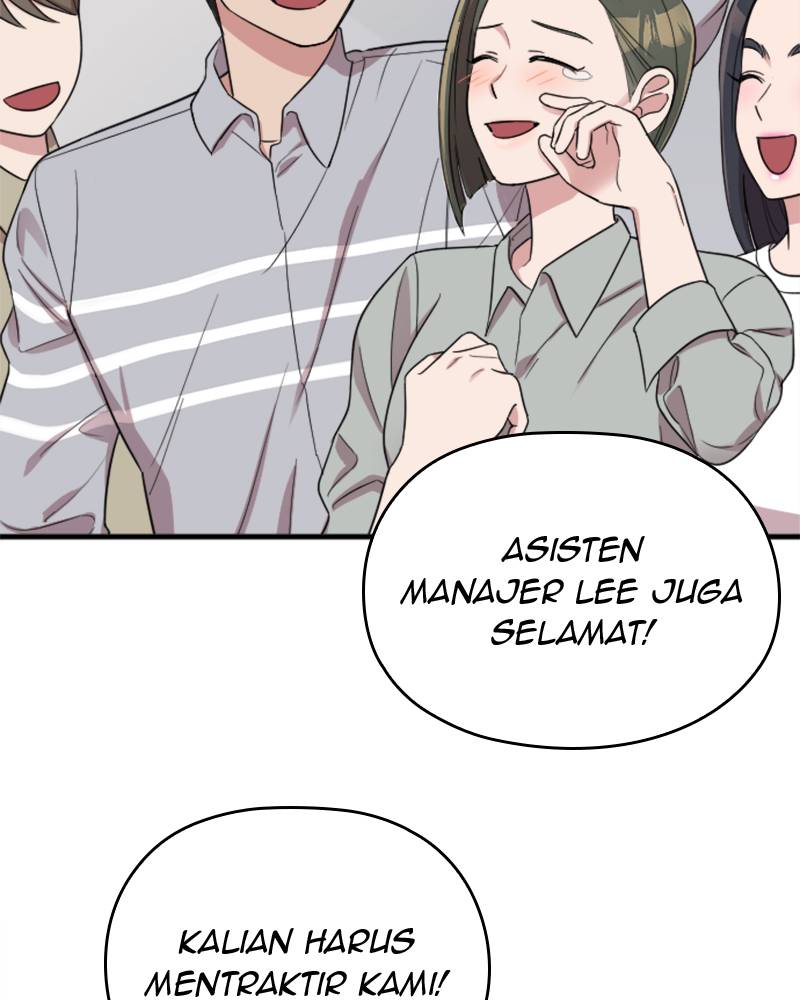 ASISTEN
MANAJER LEE JUGA
SELAMAT!
KALIAN HARUS
MENTRAKTIR KAMI!